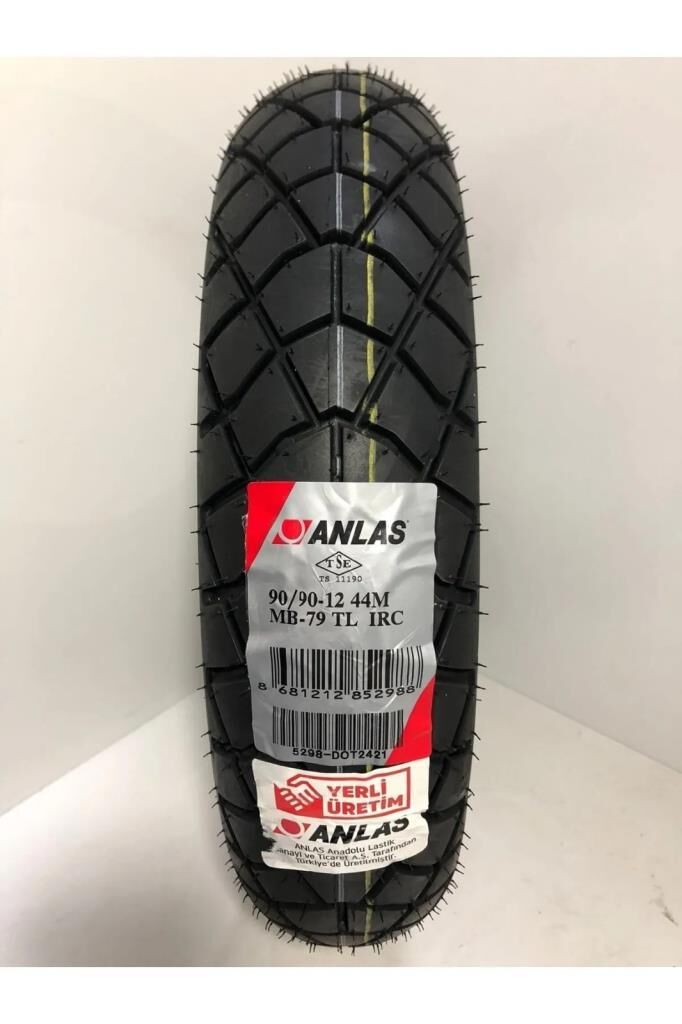 ANLAS
TSE
TS 11190
90/90-12 44M
MB-79 TL IRC
8 681212 852988
5298-DOT2421
YERLİ
ÜRETİM
ANLAS
ANLAS Anadolu Lastik
Sanayi ve Ticaret A.Ş. Tarafından
Türkiye'de Üretilmiştir.